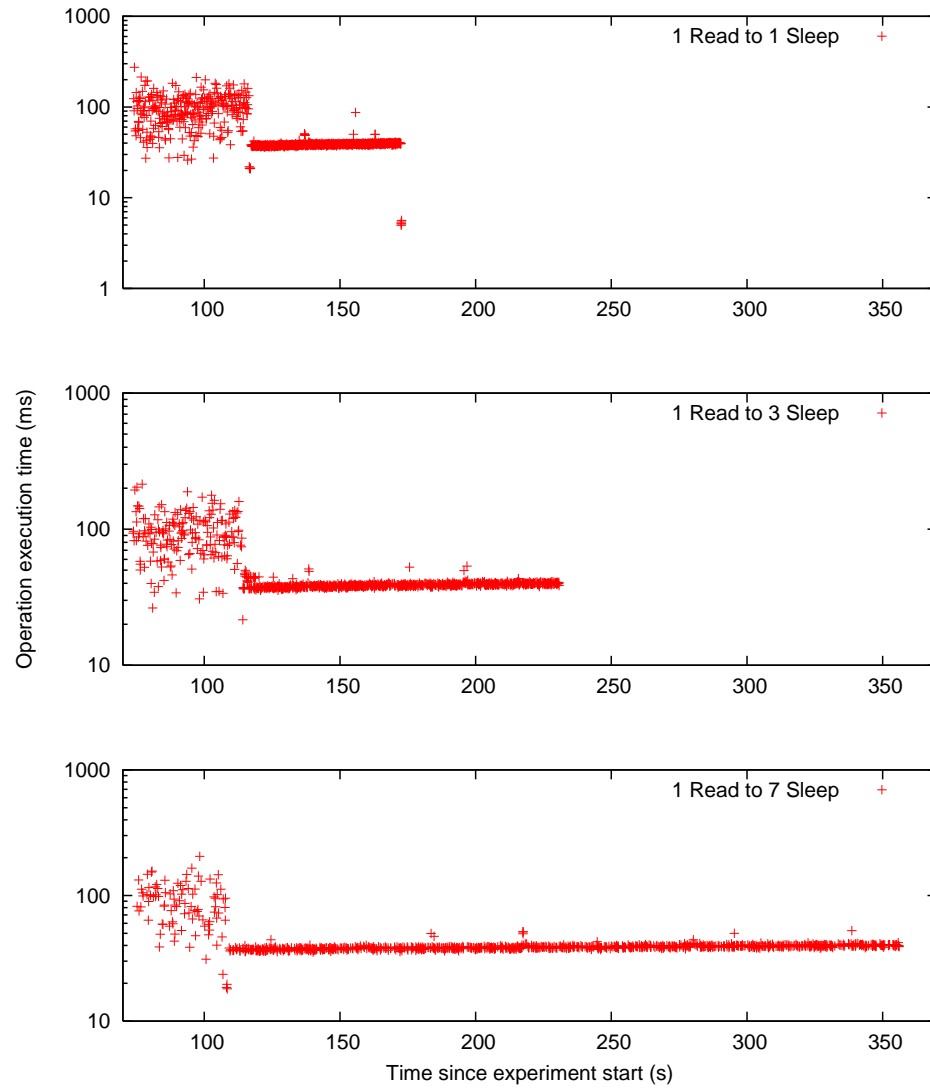 1000
1 Read to 1 Sleep
100
10
1
100 150 200 250 300 350
Operation execution time (ms)
1000
1 Read to 3 Sleep
100
10
100 150 200 250 300 350
1000
1 Read to 7 Sleep
100
10
100 150 200 250 300 350
Time since experiment start (s)